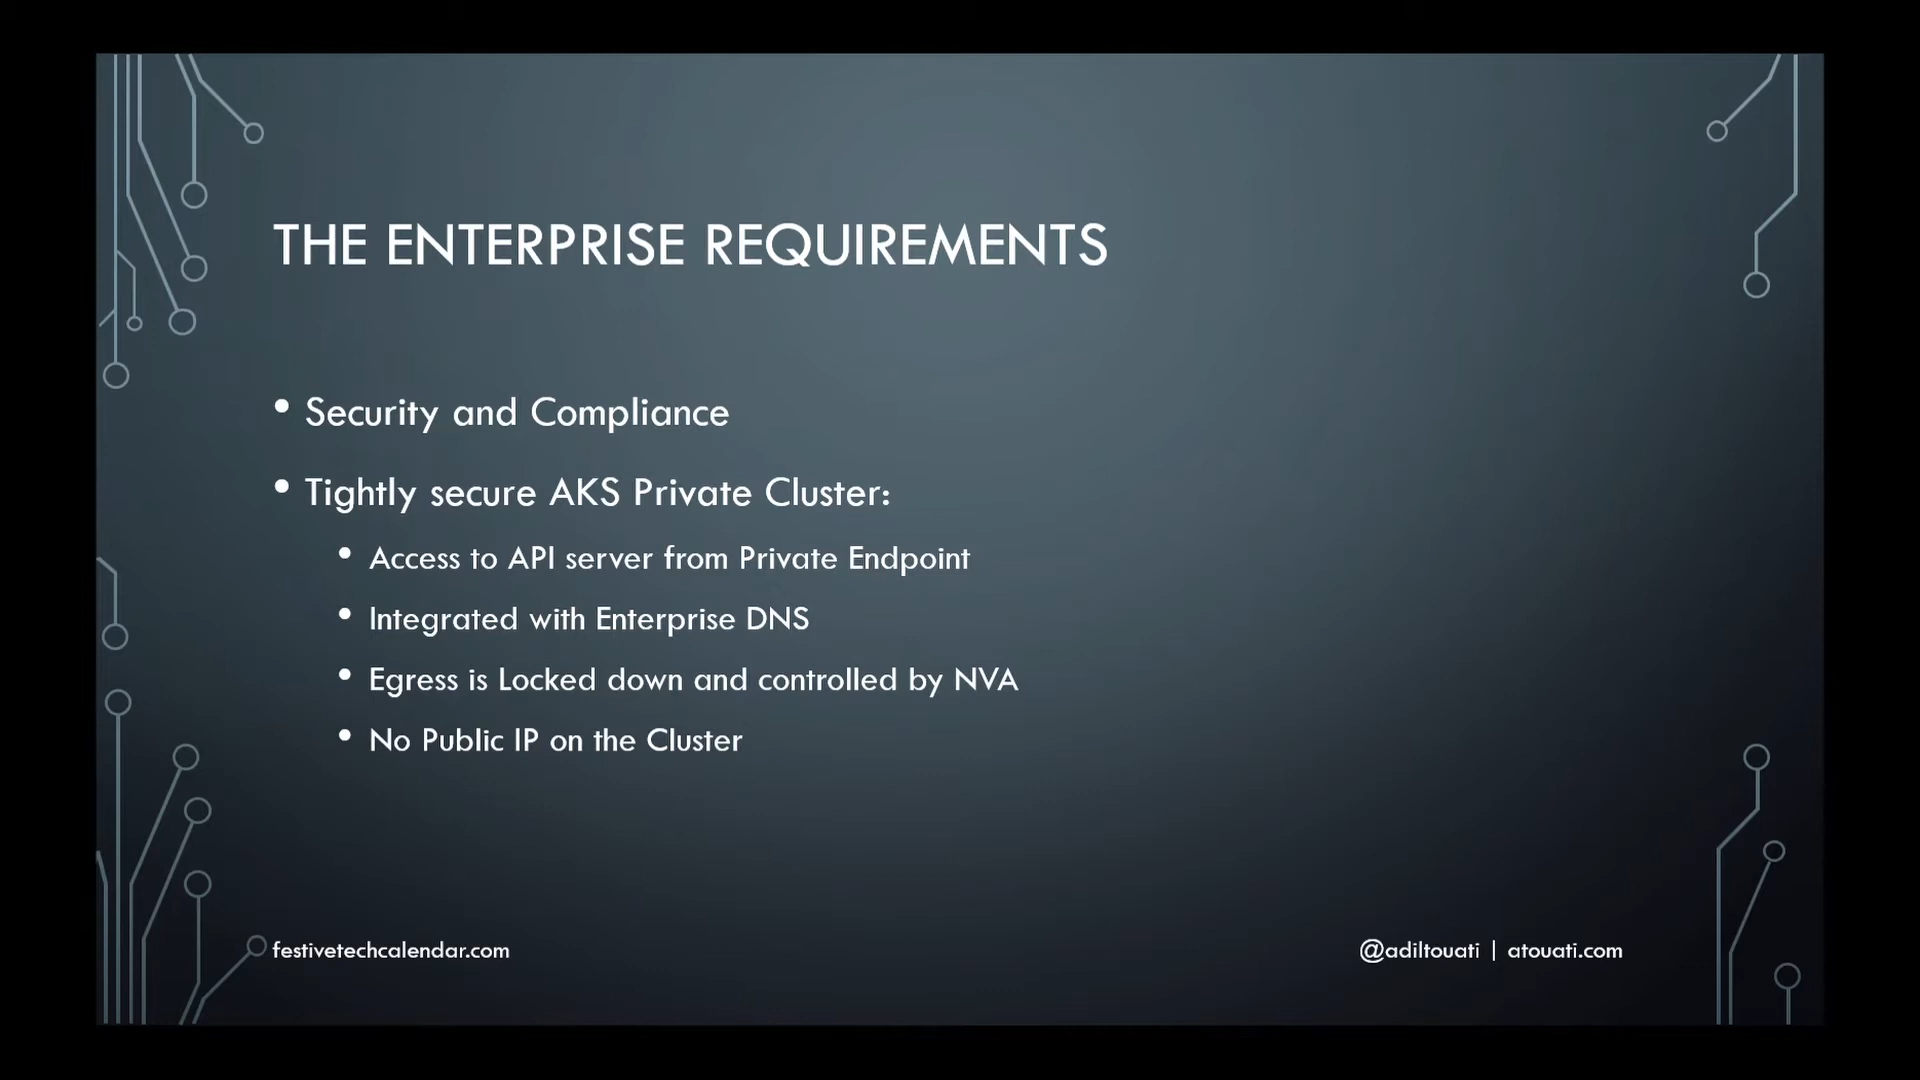 THE ENTERPRISE REQUIREMENTS
• Security and Compliance
• Tightly secure AKS Private Cluster:
• Access to API server from Private Endpoint
• Integrated with Enterprise DNS
• Egress is Locked down and controlled by NVA
• No Public IP on the Cluster
festivetechcalendar.com
@adiltouati | atouati.com